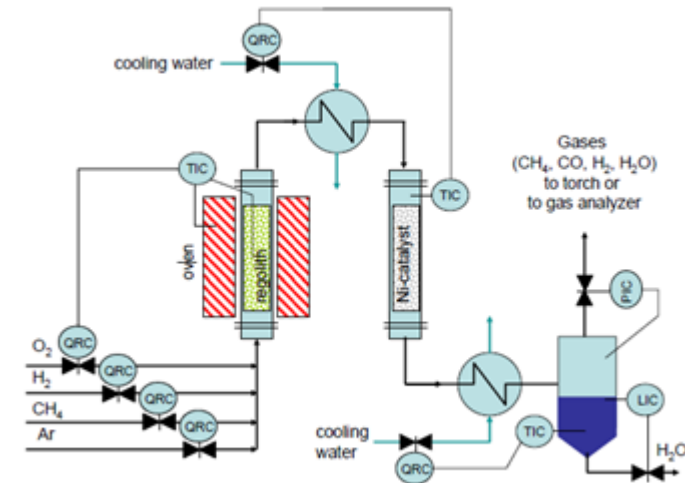 QRC
cooling water
Gases
(CH₄, CO, H₂, H₂O)
to torch or
to gas analyzer
TIC
TIC
oven
regolith
Ni-catalyst
PIC
QRC
O₂
QRC
H₂
QRC
CH₄
QRC
Ar
LIC
TIC
cooling
water
QRC
H₂O